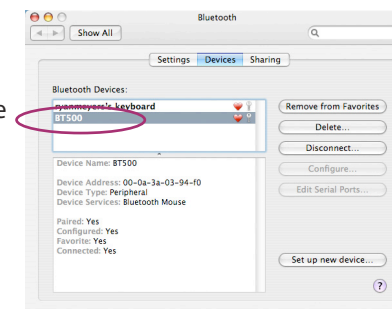 Bluetooth
Show All
Settings Devices Sharing
Bluetooth Devices:
ryanmeyers's keyboard
BT500
Device Name: BT500
Device Address: 00-0a-3a-03-94-f0
Device Type: Peripheral
Device Services: Bluetooth Mouse
Paired: Yes
Configured: Yes
Favorite: Yes
Connected: Yes
Remove from Favorites
Delete...
Disconnect...
Configure...
Edit Serial Ports...
Set up new device...
?
e